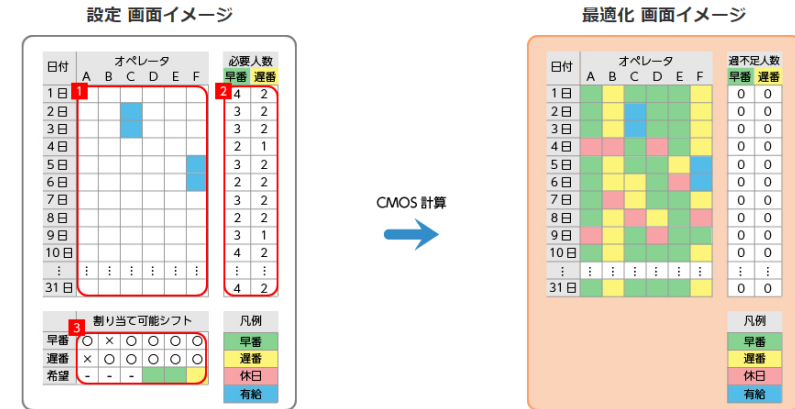 設定 画面イメージ
最適化 画面イメージ
日付 オペレータ 必要人数
A B C D E F 早番 遅番
1
2
1日 4 2
2日 3 2
3日 3 2
4日 2 1
5日 3 2
6日 2 2
7日 3 2
8日 2 2
9日 3 1
10日 4 2
⋮ ⋮ ⋮ ⋮ ⋮ ⋮ ⋮ ⋮ ⋮
31日 4 2
3
割り当て可能シフト
早番 ○ × ○ ○ ○ ○
遅番 × ○ ○ ○ ○ ○
希望 - - -
凡例
早番
遅番
休日
有給
CMOS 計算
日付 オペレータ 過不足人数
A B C D E F 早番 遅番
1日 0 0
2日 0 0
3日 0 0
4日 0 0
5日 0 0
6日 0 0
7日 0 0
8日 0 0
9日 0 0
10日 0 0
⋮ ⋮ ⋮ ⋮ ⋮ ⋮ ⋮ ⋮ ⋮
31日 0 0
凡例
早番
遅番
休日
有給